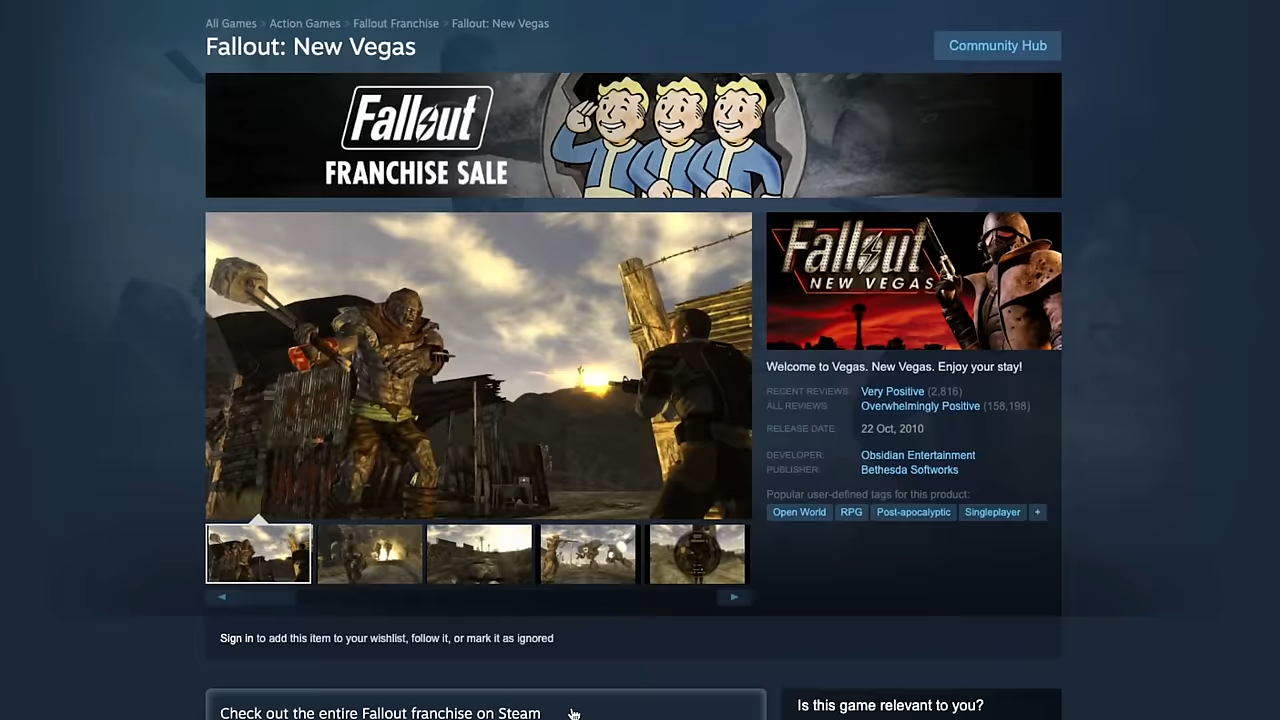 All Games > Action Games > Fallout Franchise > Fallout: New Vegas
Fallout: New Vegas
Community Hub
Fallout
FRANCHISE SALE
Fallout
NEW VEGAS
Welcome to Vegas. New Vegas. Enjoy your stay!
RECENT REVIEWS: Very Positive (2,816)
ALL REVIEWS: Overwhelmingly Positive (158,198)
RELEASE DATE: 22 Oct, 2010
DEVELOPER: Obsidian Entertainment
PUBLISHER: Bethesda Softworks
Popular user-defined tags for this product:
Open World RPG Post-apocalyptic Singleplayer +
Sign in to add this item to your wishlist, follow it, or mark it as ignored
Check out the entire Fallout franchise on Steam
Is this game relevant to you?